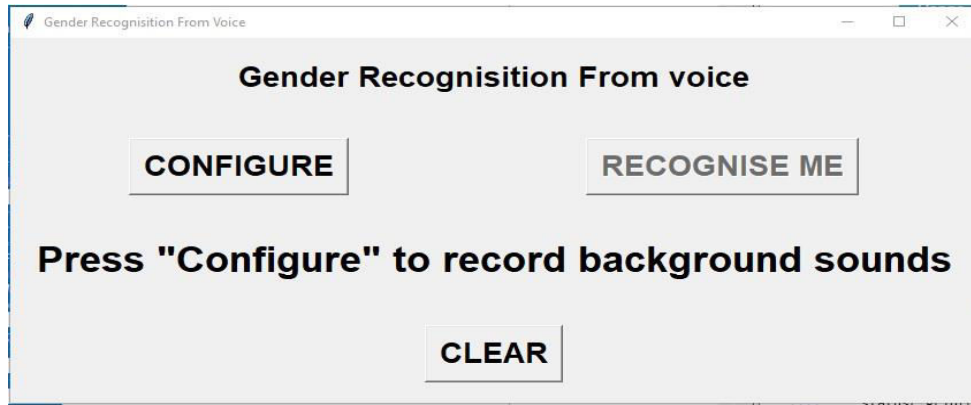 Gender Recognisition From Voice
Gender Recognisition From voice
CONFIGURE RECOGNISE ME
Press "Configure" to record background sounds
CLEAR